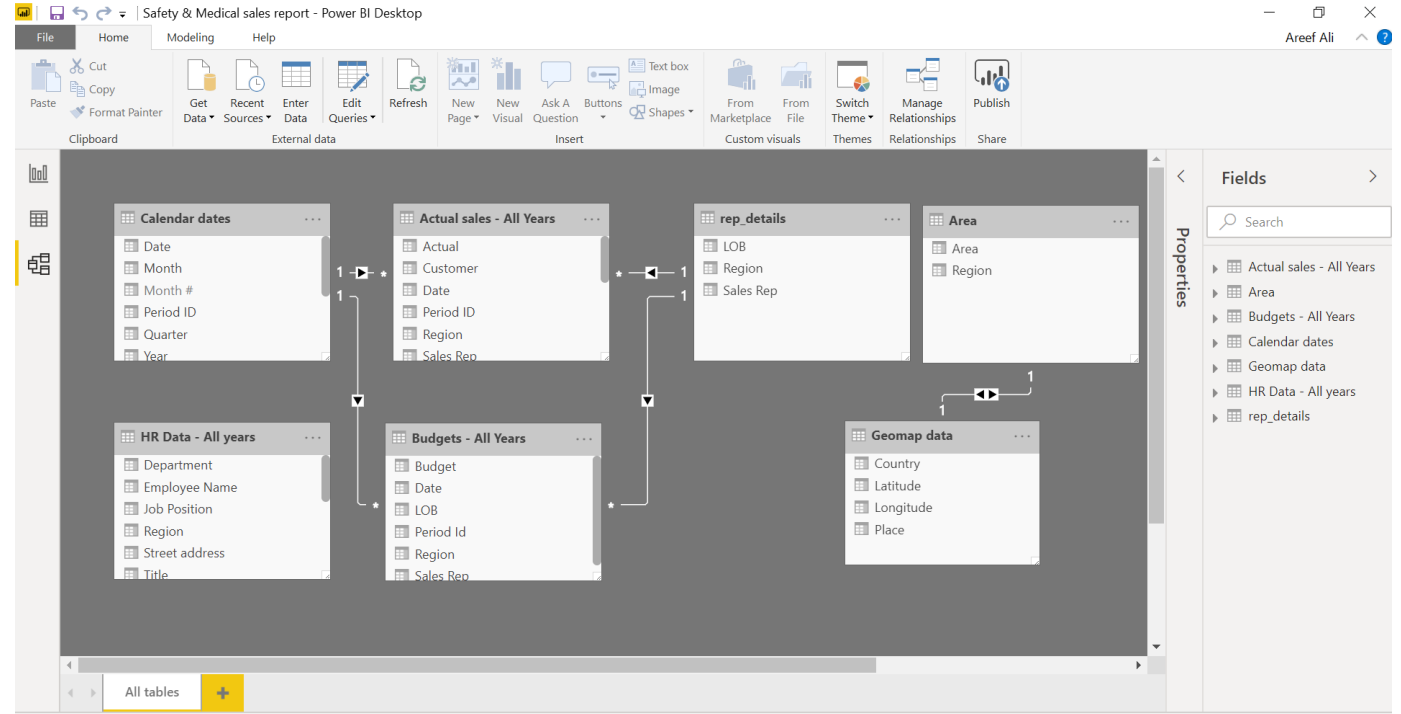 Safety & Medical sales report - Power BI Desktop
File Home Modeling Help Areef Ali ?
Paste
Cut
Copy
Format Painter
Clipboard
Get Data
Recent Sources
Enter Data
Edit Queries
External data
Refresh
New Page
New Visual
Ask A Question
Buttons
Text box
Image
Shapes
Insert
From Marketplace
From File
Custom visuals
Switch Theme
Themes
Manage Relationships
Relationships
Publish
Share
Calendar dates ...
Date
Month
Month #
Period ID
Quarter
Year
1 *
1
Actual sales - All Years ...
Actual
Customer
Date
Period ID
Region
Sales Rep
* 1
1
rep_details ...
LOB
Region
Sales Rep
Area ...
Area
Region
1
1
HR Data - All years ...
Department
Employee Name
Job Position
Region
Street address
Title
*
Budgets - All Years ...
Budget
Date
LOB
Period Id
Region
Sales Rep
*
Geomap data ...
Country
Latitude
Longitude
Place
Properties
Fields
Search
Actual sales - All Years
Area
Budgets - All Years
Calendar dates
Geomap data
HR Data - All years
rep_details
All tables +